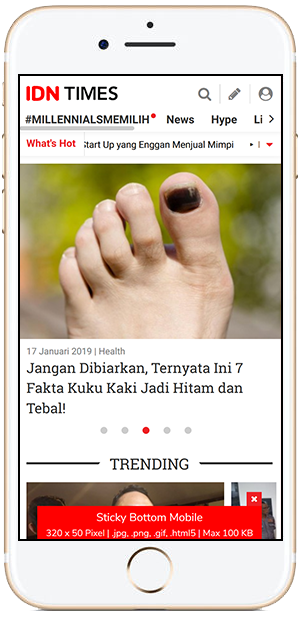 IDN TIMES
#MILLENNIALSMEMILIH News Hype Li
What's Hot Start Up yang Enggan Menjual Mimpi
17 Januari 2019 | Health
Jangan Dibiarkan, Ternyata Ini 7
Fakta Kuku Kaki Jadi Hitam dan
Tebal!
TRENDING
Sticky Bottom Mobile
320 x 50 Pixel | .jpg, .png, .gif, .html5 | Max 100 KB